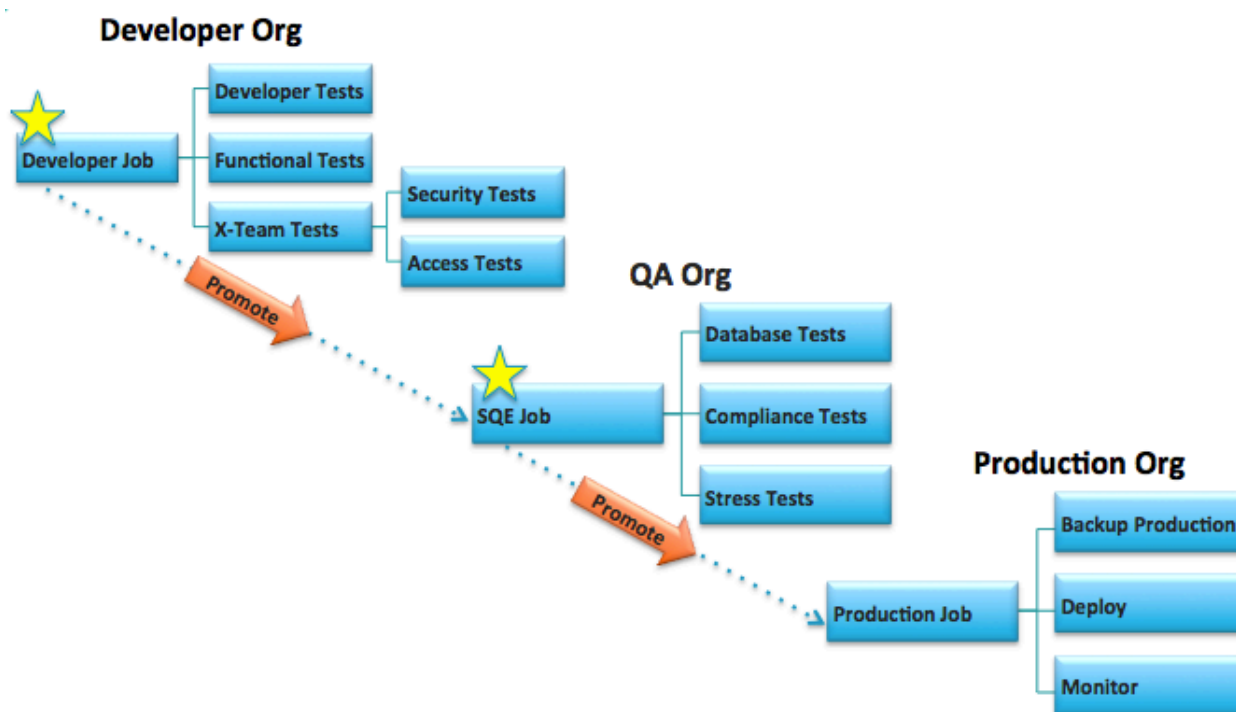 Developer Org
Developer Tests
Developer Job
Functional Tests
X-Team Tests
Security Tests
Access Tests
Promote
QA Org
Database Tests
SQE Job
Compliance Tests
Stress Tests
Promote
Production Org
Backup Production
Production Job
Deploy
Monitor